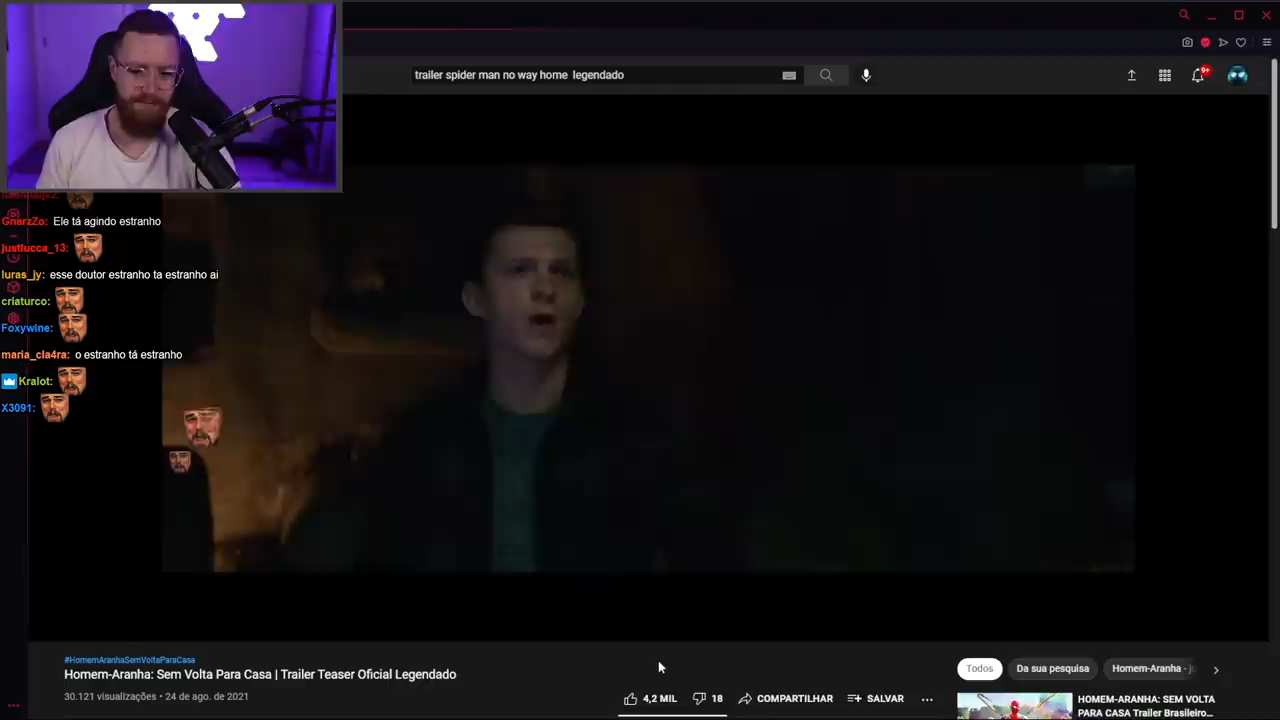 trailer spider man no way home legendado
9+
GnarzZo: Ele tá agindo estranho
justlucca_13:
luras_jy: esse doutor estranho ta estranho ai
criaturco:
Foxywine:
maria_cla4ra: o estranho tá estranho
Kralot:
X3091:
#HomemAranhaSemVoltaParaCasa
Homem-Aranha: Sem Volta Para Casa | Trailer Teaser Oficial Legendado
30.121 visualizações • 24 de ago. de 2021
4,2 MIL
18
COMPARTILHAR
SALVAR
Todos
Da sua pesquisa
Homem-Aranha
HOMEM-ARANHA: SEM VOLTA
PARA CASA Trailer Brasileiro...